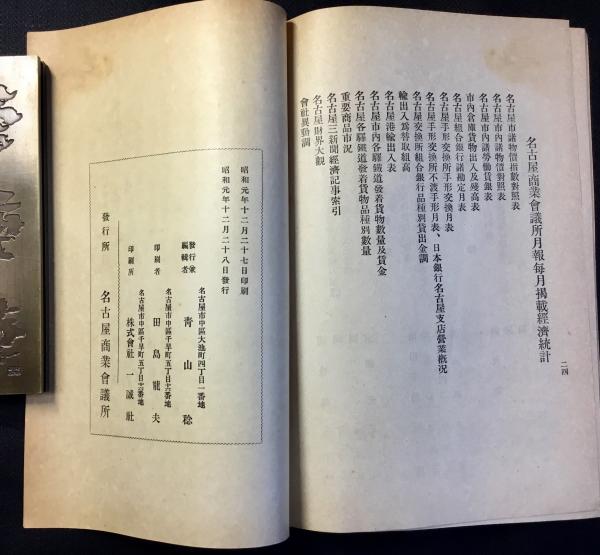 名古屋商業會議所月報每月揭載經濟統計
名古屋市諸物價指數對照表
名古屋市內諸物價對照表
名古屋市內諸勞働賃銀表
市內倉庫貨物出入及殘高表
名古屋組合銀行諸勘定月表
名古屋手形交換所手形交換月表
名古屋手形交換所不渡手形月表、日本銀行名古屋支店營業槪況
名古屋交換所組合銀行品種別貸出金調
輸出入爲替取組高
名古屋港輸出入表
名古屋市內各驛鐵道發着貨物數量及賃金
名古屋各驛鐵道發着貨物品種別數量
重要商品市況
名古屋三新聞經濟記事索引
名古屋財界大觀
會社異動調
二四
昭和元年十二月二十七日印刷
昭和元年十二月二十八日發行
名古屋市中區大池町四丁目一番地
發行兼編輯者 靑山稔
名古屋市中區千早町五丁目六番地
印刷者 田島龍夫
名古屋市中區千早町五丁目六番地
印刷所 株式會社一誠社
發行所 名古屋商業會議所